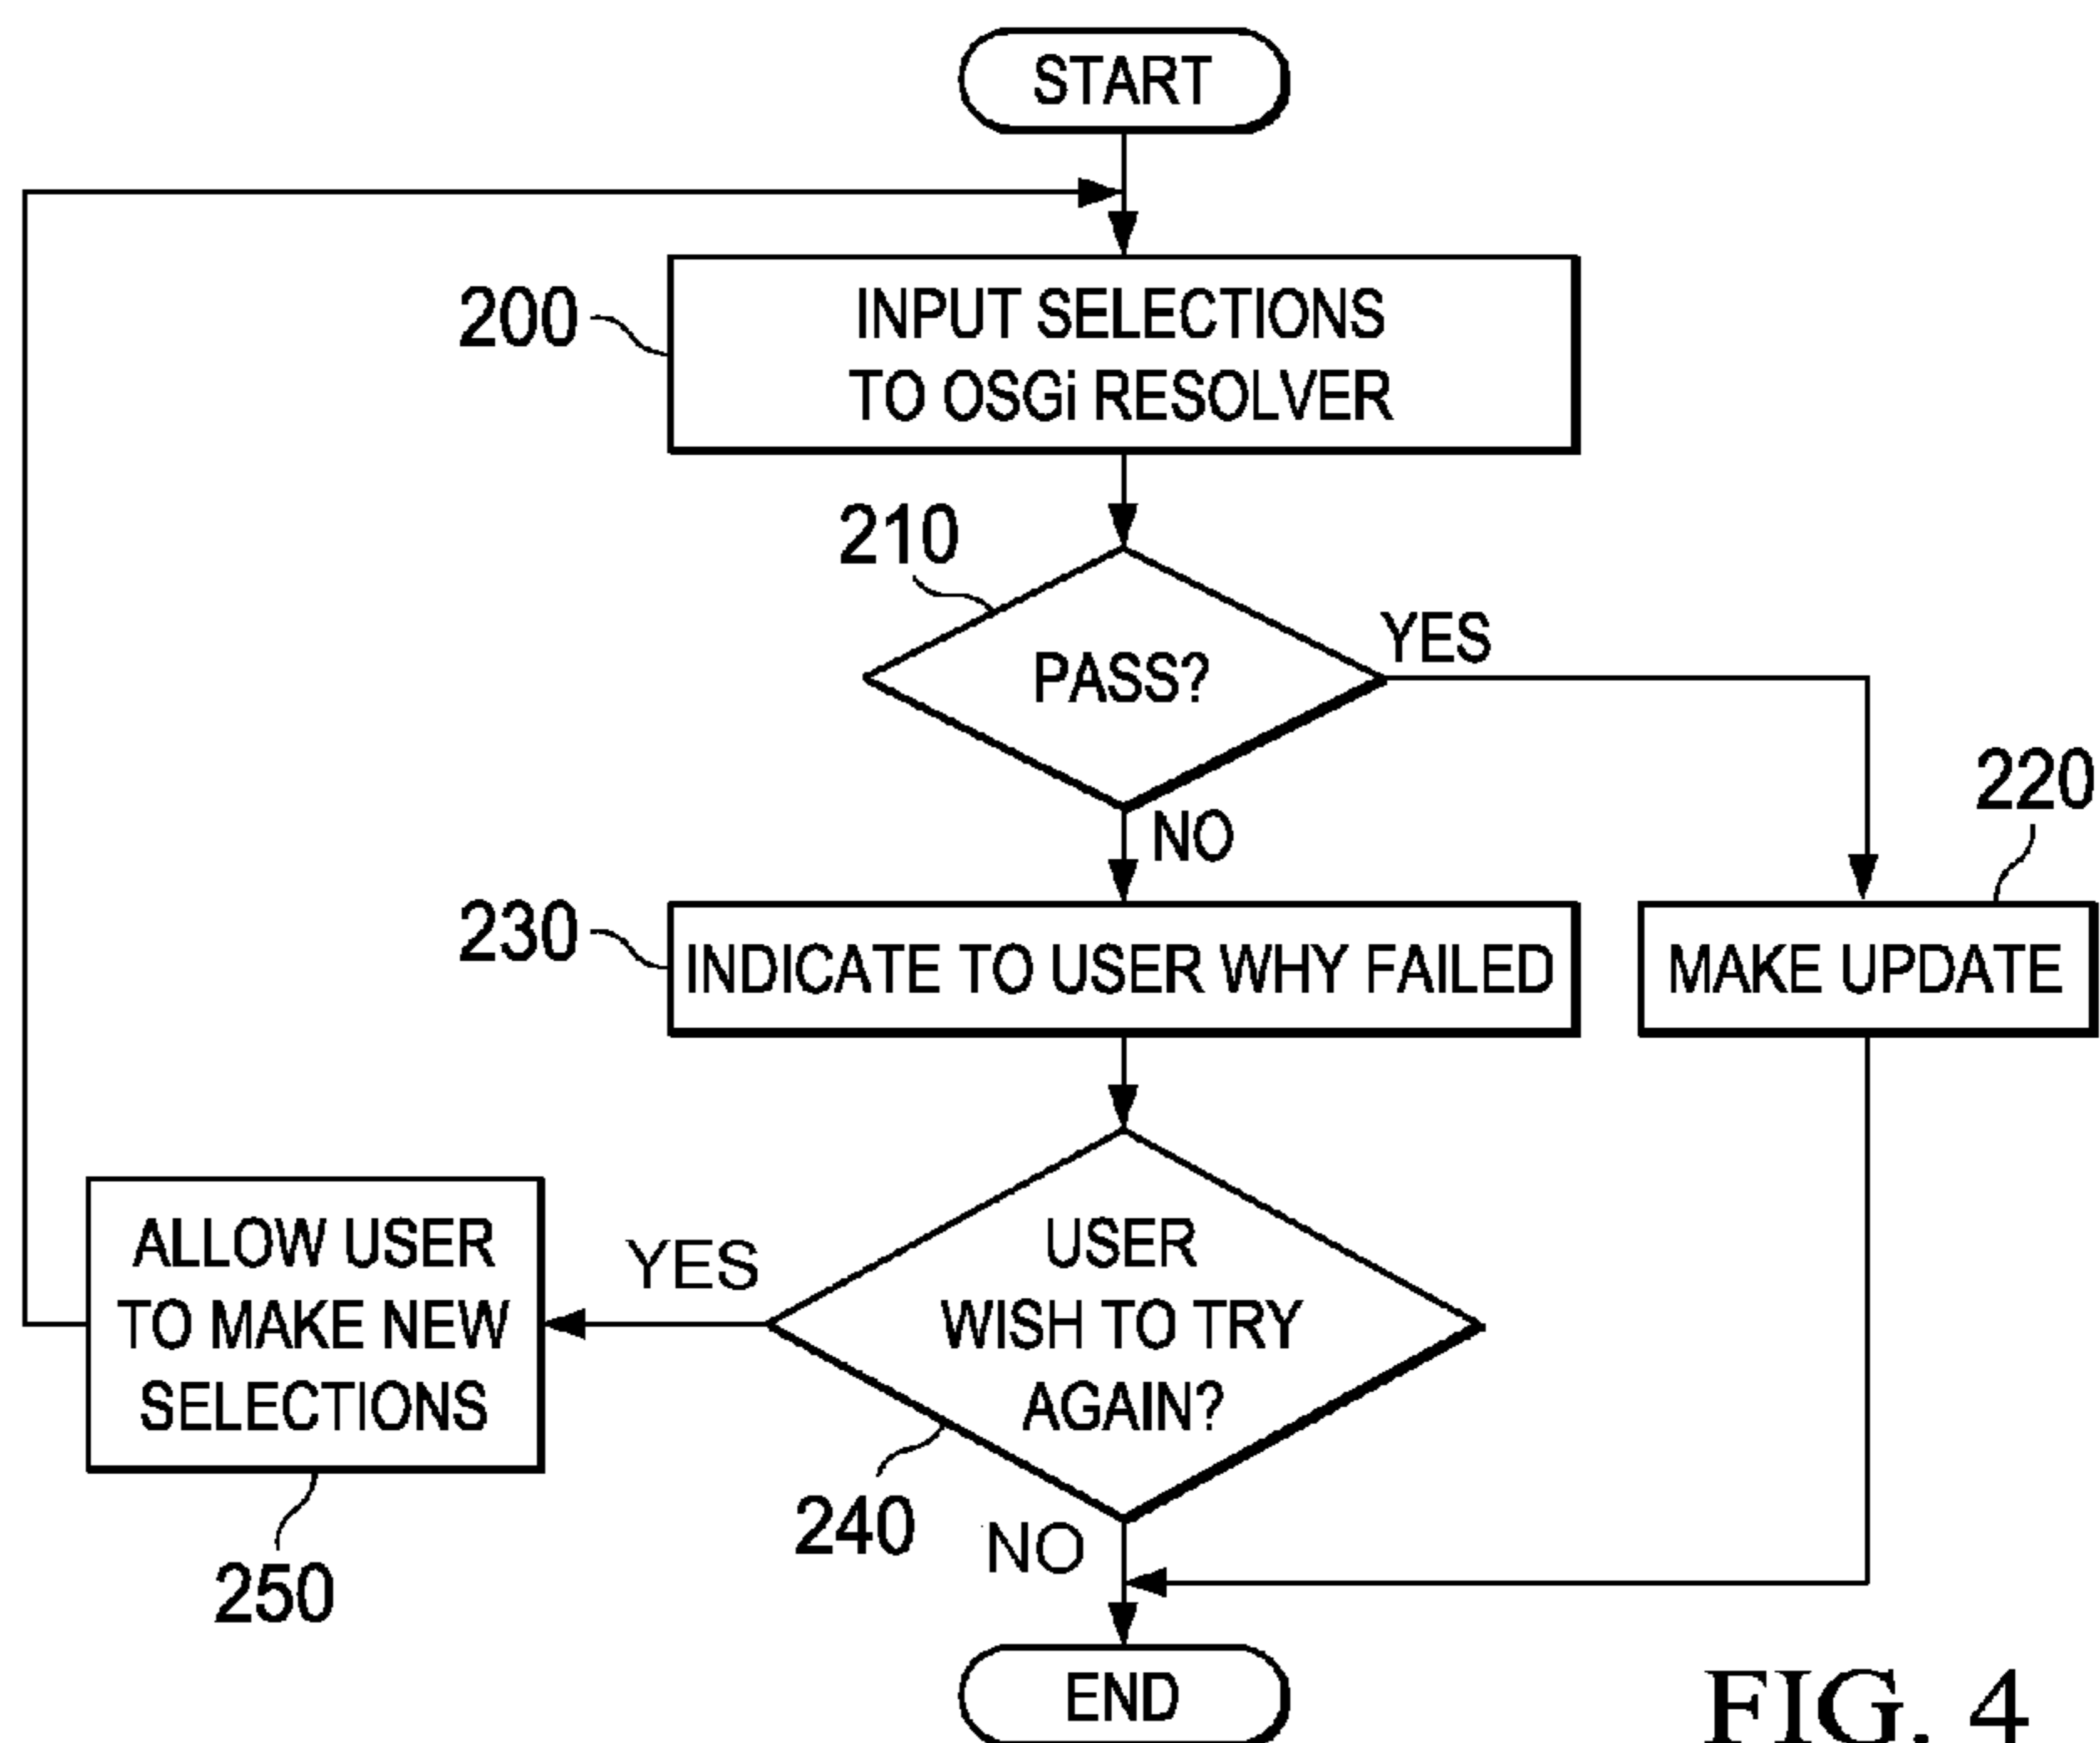 START
200
INPUT SELECTIONS
TO OSGi RESOLVER
210
PASS?
YES
NO
220
230
INDICATE TO USER WHY FAILED
MAKE UPDATE
ALLOW USER
TO MAKE NEW
SELECTIONS
YES
USER
WISH TO TRY
AGAIN?
240
NO
250
END
FIG. 4